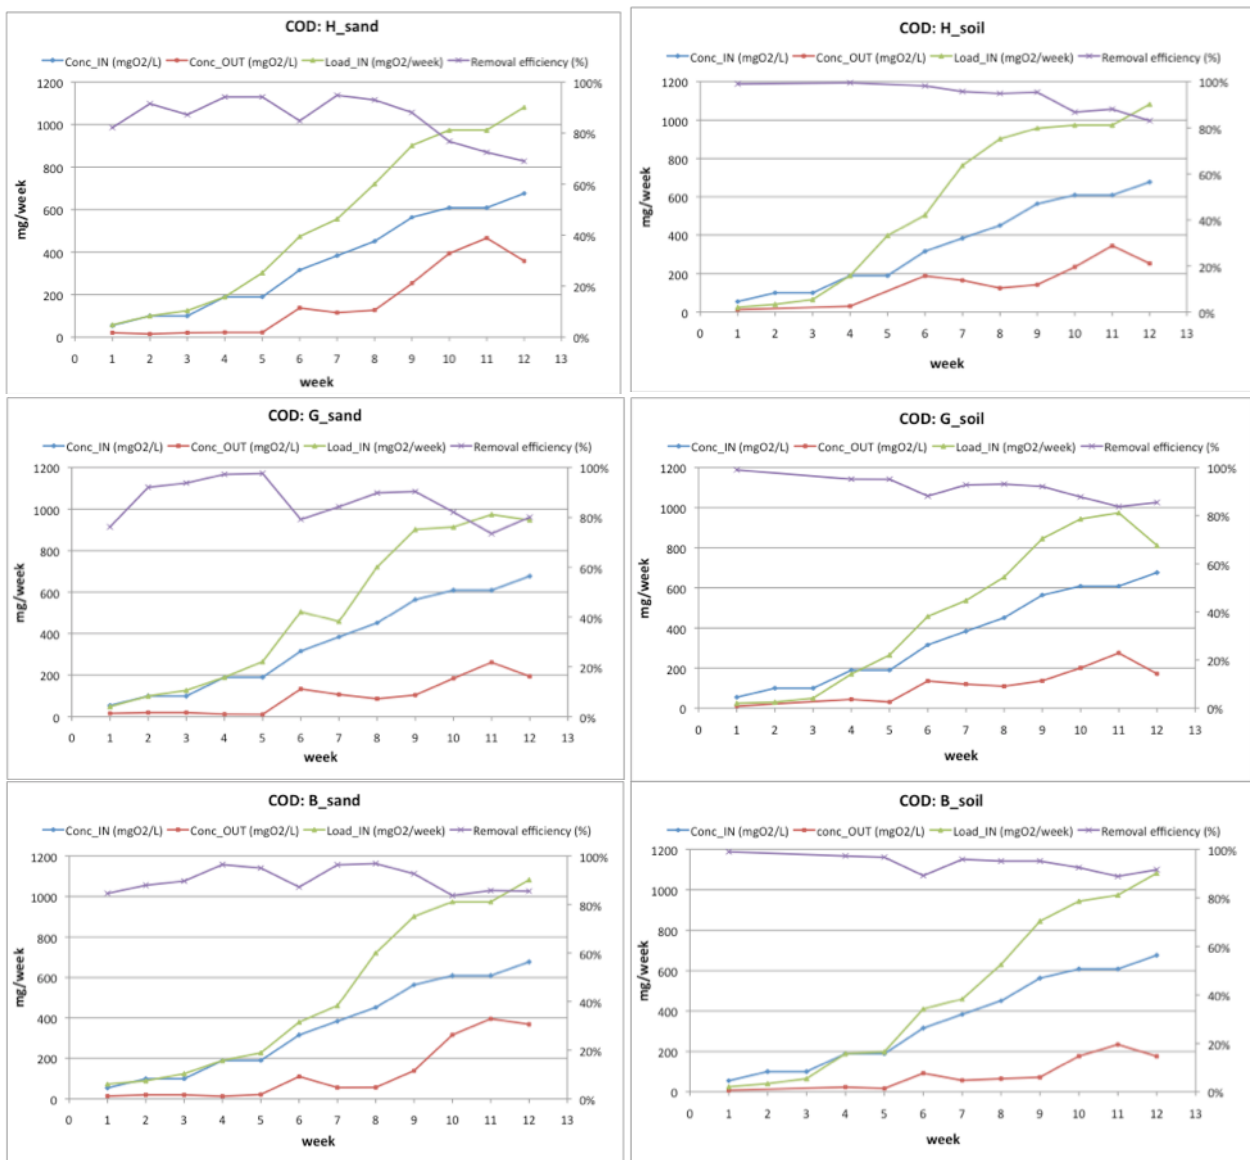 COD: H_sand
Conc_IN (mgO2/L) Conc_OUT (mgO2/L) Load_IN (mgO2/week) Removal efficiency (%)
1200 100%
1000 80%
800
600 60%
400 40%
200 20%
0 0%
mg/week
0 1 2 3 4 5 6 7 8 9 10 11 12 13
week
COD: H_soil
Conc_IN (mgO2/L) Conc_OUT (mgO2/L) Load_IN (mgO2/week) Removal efficiency (%)
1200 100%
1000 80%
800
600 60%
400 40%
200 20%
0 0%
mg/week
0 1 2 3 4 5 6 7 8 9 10 11 12 13
week
COD: G_sand
Conc_IN (mgO2/L) Conc_OUT (mgO2/L) Load_IN (mgO2/week) Removal efficiency (%)
1200 100%
1000 80%
800
600 60%
400 40%
200 20%
0 0%
mg/week
0 1 2 3 4 5 6 7 8 9 10 11 12 13
week
COD: G_soil
Conc_IN (mgO2/L) Conc_OUT (mgO2/L) Load_IN (mgO2/week) Removal efficiency (%)
1200 100%
1000 80%
800
600 60%
400 40%
200 20%
0 0%
mg/week
0 1 2 3 4 5 6 7 8 9 10 11 12 13
week
COD: B_sand
Conc_IN (mgO2/L) Conc_OUT (mgO2/L) Load_IN (mgO2/week) Removal efficiency (%)
1200 100%
1000 80%
800
600 60%
400 40%
200 20%
0 0%
mg/week
0 1 2 3 4 5 6 7 8 9 10 11 12 13
week
COD: B_soil
Conc_IN (mgO2/L) conc_OUT (mgO2/L) Load_IN (mgO2/week) Removal efficiency (%)
1200 100%
1000 80%
800
600 60%
400 40%
200 20%
0 0%
mg/week
0 1 2 3 4 5 6 7 8 9 10 11 12 13
week